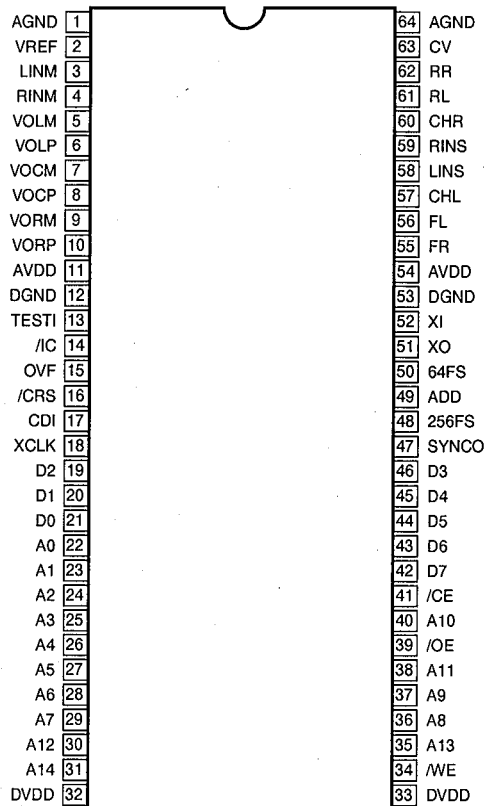 AGND 1 64 AGND
VREF 2 63 CV
LINM 3 62 RR
RINM 4 61 RL
VOLM 5 60 CHR
VOLP 6 59 RINS
VOCM 7 58 LINS
VOCP 8 57 CHL
VORM 9 56 FL
VORP 10 55 FR
AVDD 11 54 AVDD
DGND 12 53 DGND
TESTI 13 52 XI
/IC 14 51 XO
OVF 15 50 64FS
/CRS 16 49 ADD
CDI 17 48 256FS
XCLK 18 47 SYNCO
D2 19 46 D3
D1 20 45 D4
D0 21 44 D5
A0 22 43 D6
A1 23 42 D7
A2 24 41 /CE
A3 25 40 A10
A4 26 39 /OE
A5 27 38 A11
A6 28 37 A9
A7 29 36 A8
A12 30 35 A13
A14 31 34 /WE
DVDD 32 33 DVDD